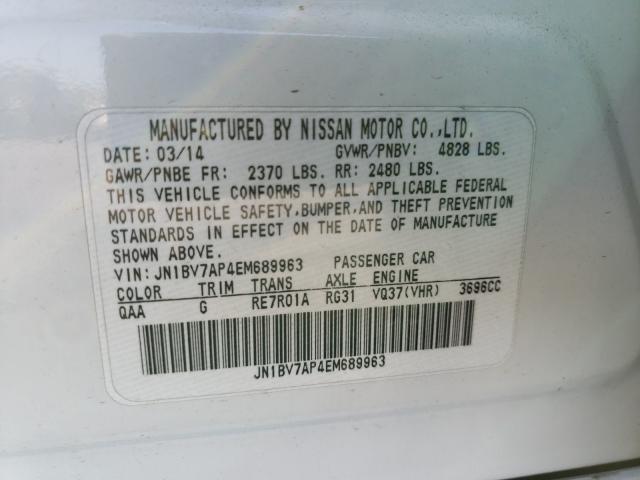 MANUFACTURED BY NISSAN MOTOR CO.,LTD.
DATE: 03/14 GVWR/PNBV: 4828 LBS.
GAWR/PNBE FR: 2370 LBS. RR: 2480 LBS.
THIS VEHICLE CONFORMS TO ALL APPLICABLE FEDERAL
MOTOR VEHICLE SAFETY,BUMPER,AND THEFT PREVENTION
STANDARDS IN EFFECT ON THE DATE OF MANUFACTURE
SHOWN ABOVE.
VIN: JN1BV7AP4EM689963 PASSENGER CAR
COLOR TRIM TRANS AXLE ENGINE
QAA G RE7R01A RG31 VQ37(VHR) 3696CC
JN1BV7AP4EM689963